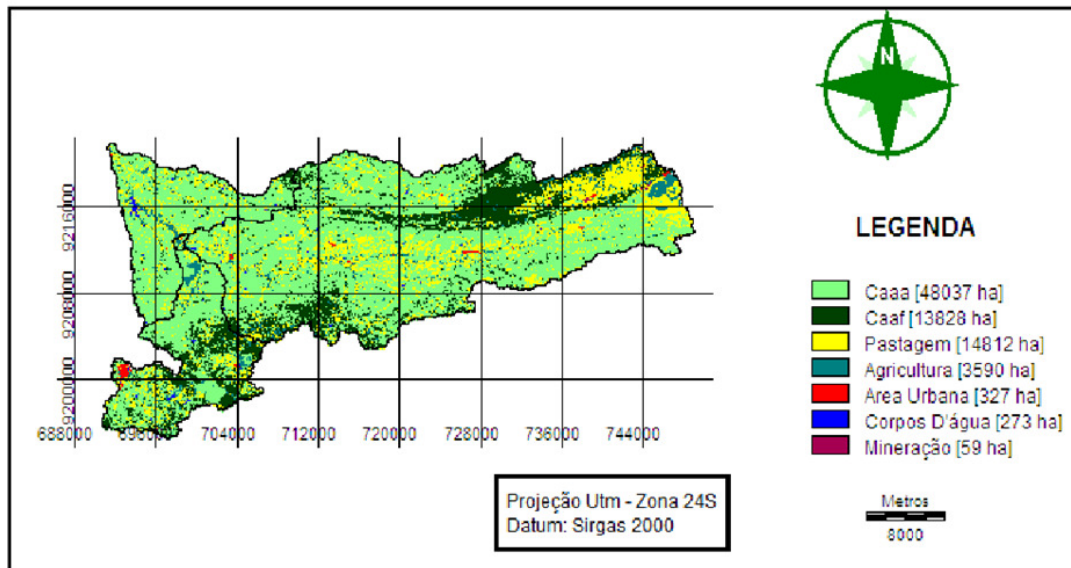 N
9216000
9208000
9200000
688000 696000 704000 712000 720000 728000 736000 744000
LEGENDA
Caaa [48037 ha]
Caaf [13828 ha]
Pastagem [14812 ha]
Agricultura [3590 ha]
Area Urbana [327 ha]
Corpos D'água [273 ha]
Mineração [59 ha]
Projeção Utm - Zona 24S
Datum: Sirgas 2000
Metros
8000